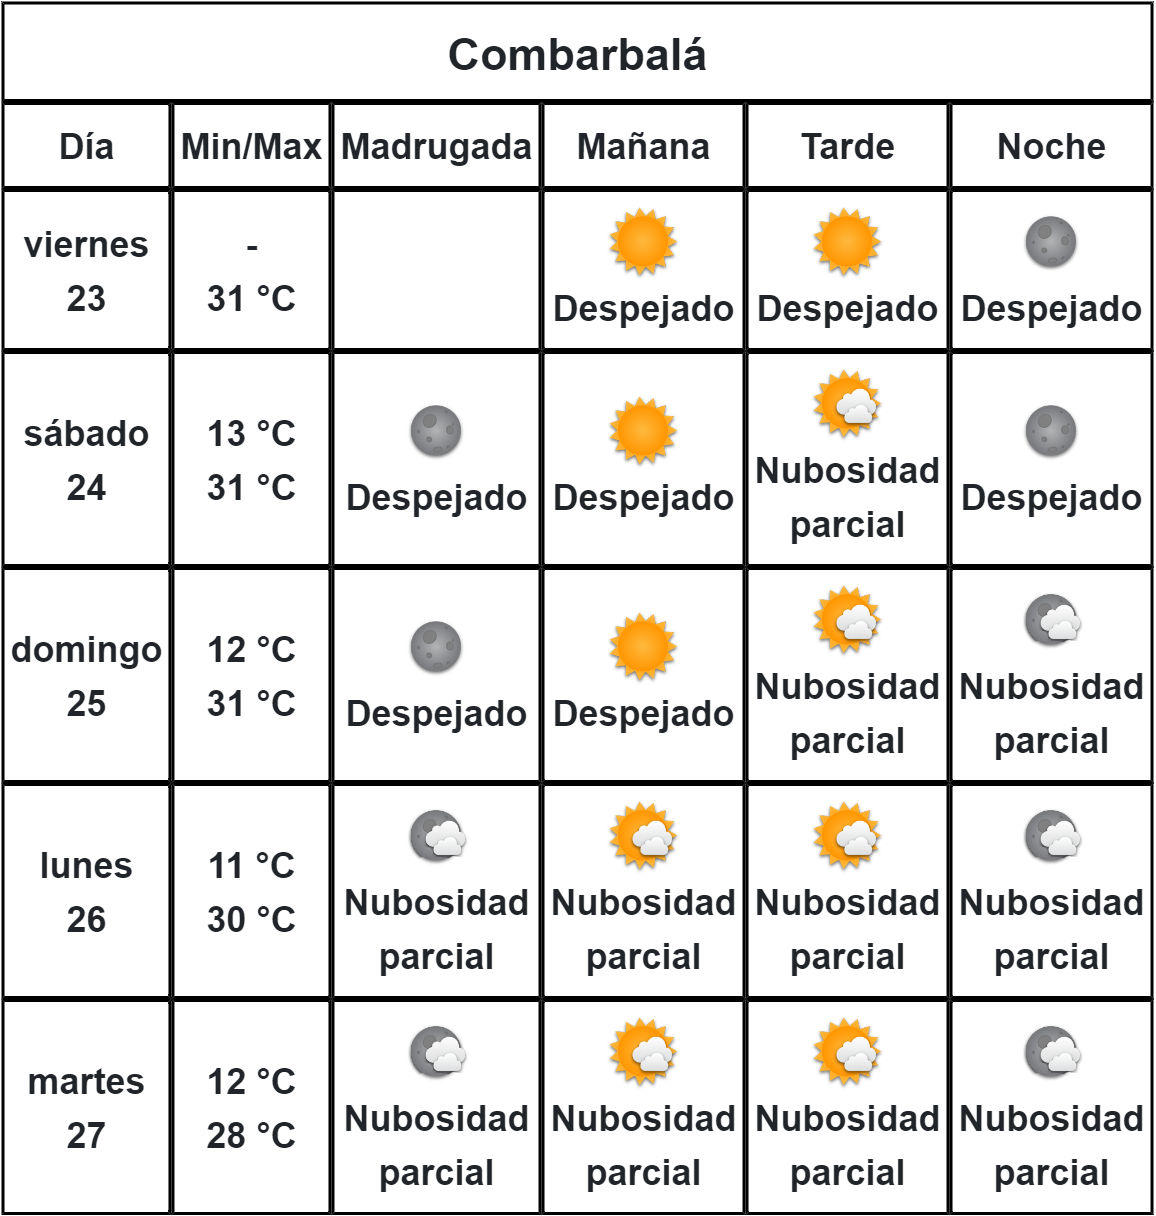 Combarbalá
Día Min/Max Madrugada Mañana Tarde Noche
viernes
23
-
31 °C
Despejado
Despejado
Despejado
sábado
24
13 °C
31 °C
Despejado
Despejado
Nubosidad
parcial
Despejado
domingo
25
12 °C
31 °C
Despejado
Despejado
Nubosidad
parcial
Nubosidad
parcial
lunes
26
11 °C
30 °C
Nubosidad
parcial
Nubosidad
parcial
Nubosidad
parcial
Nubosidad
parcial
martes
27
12 °C
28 °C
Nubosidad
parcial
Nubosidad
parcial
Nubosidad
parcial
Nubosidad
parcial